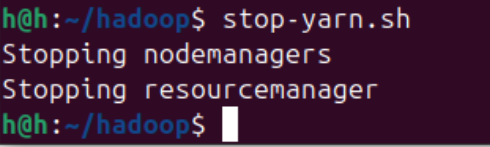 h@h:~/hadoop$ stop-yarn.sh
Stopping nodemanagers
Stopping resourcemanager
h@h:~/hadoop$